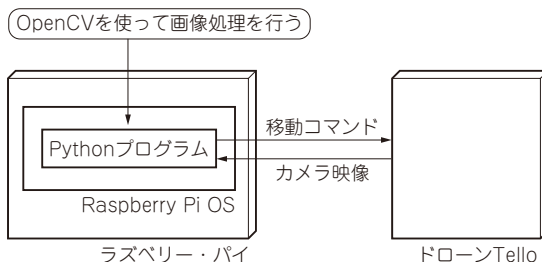 OpenCVを使って画像処理を行う
移動コマンド
Pythonプログラム
カメラ映像
Raspberry Pi OS
ラズベリー・パイ
ドローンTello